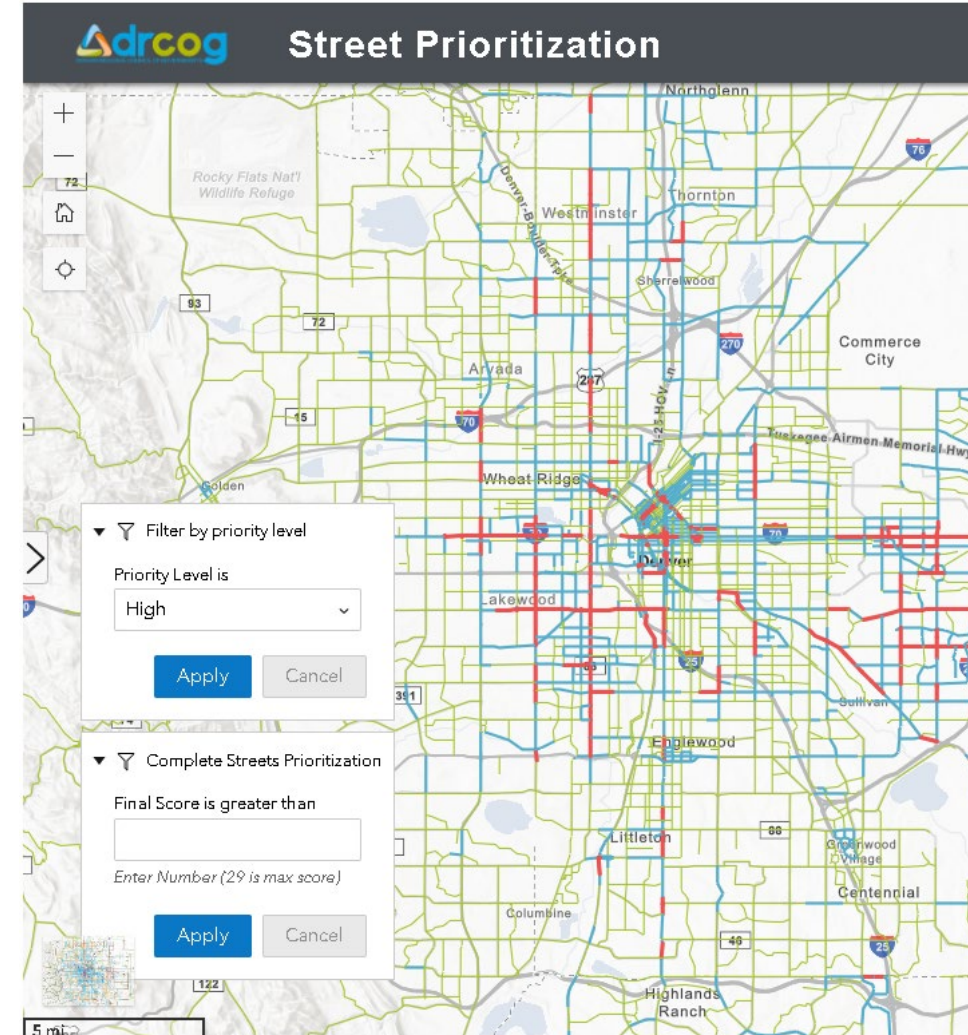 drcog Street Prioritization
Northglenn
76
72
Rocky Flats Nat'l
Wildlife Refuge
Denver-Boulder Tpke
Thornton
Westminster
93
Sherrelwood
72
270
Commerce
City
Arvada
287
I-25 HOV Ln
15
70
Tuskegee Airmen Memorial Hwy
Wheat Ridge
Golden
Filter by priority level
70
Denver
Priority Level is
High
Lakewood
Apply Cancel
25
391
Sullivan
Englewood
Complete Streets Prioritization
Final Score is greater than
Littleton
88
Greenwood
Village
Enter Number (29 is max score)
Centennial
Columbine
Apply Cancel
46
25
122
Highlands
Ranch
5 mi